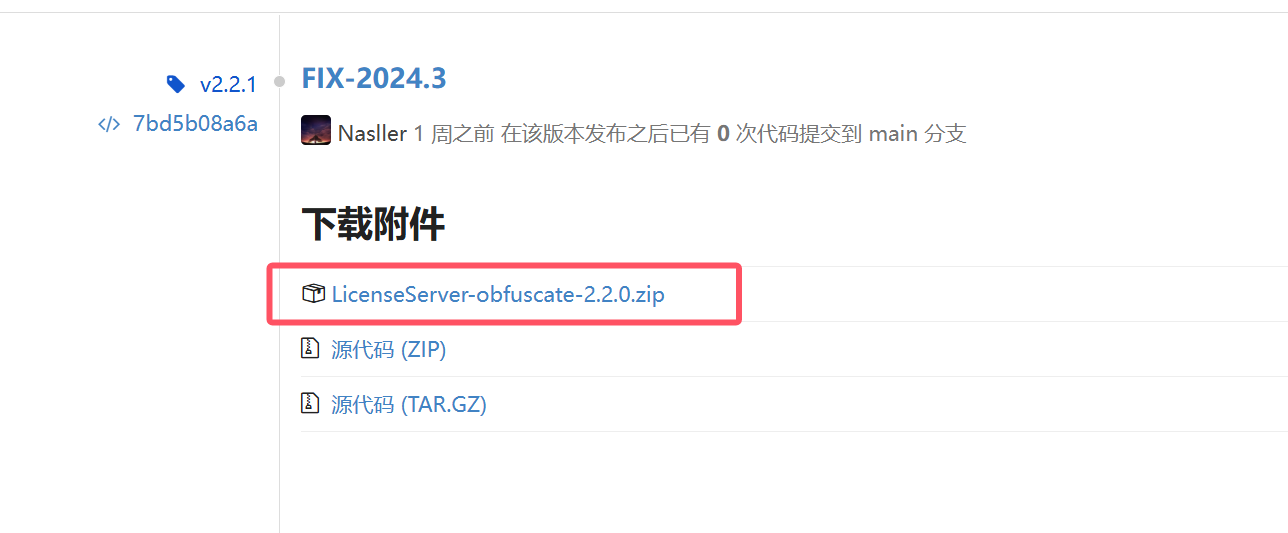 v2.2.1
7bd5b08a6a
FIX-2024.3
Nasller 1 周之前 在该版本发布之后已有 0 次代码提交到 main 分支
下载附件
LicenseServer-obfuscate-2.2.0.zip
源代码 (ZIP)
源代码 (TAR.GZ)